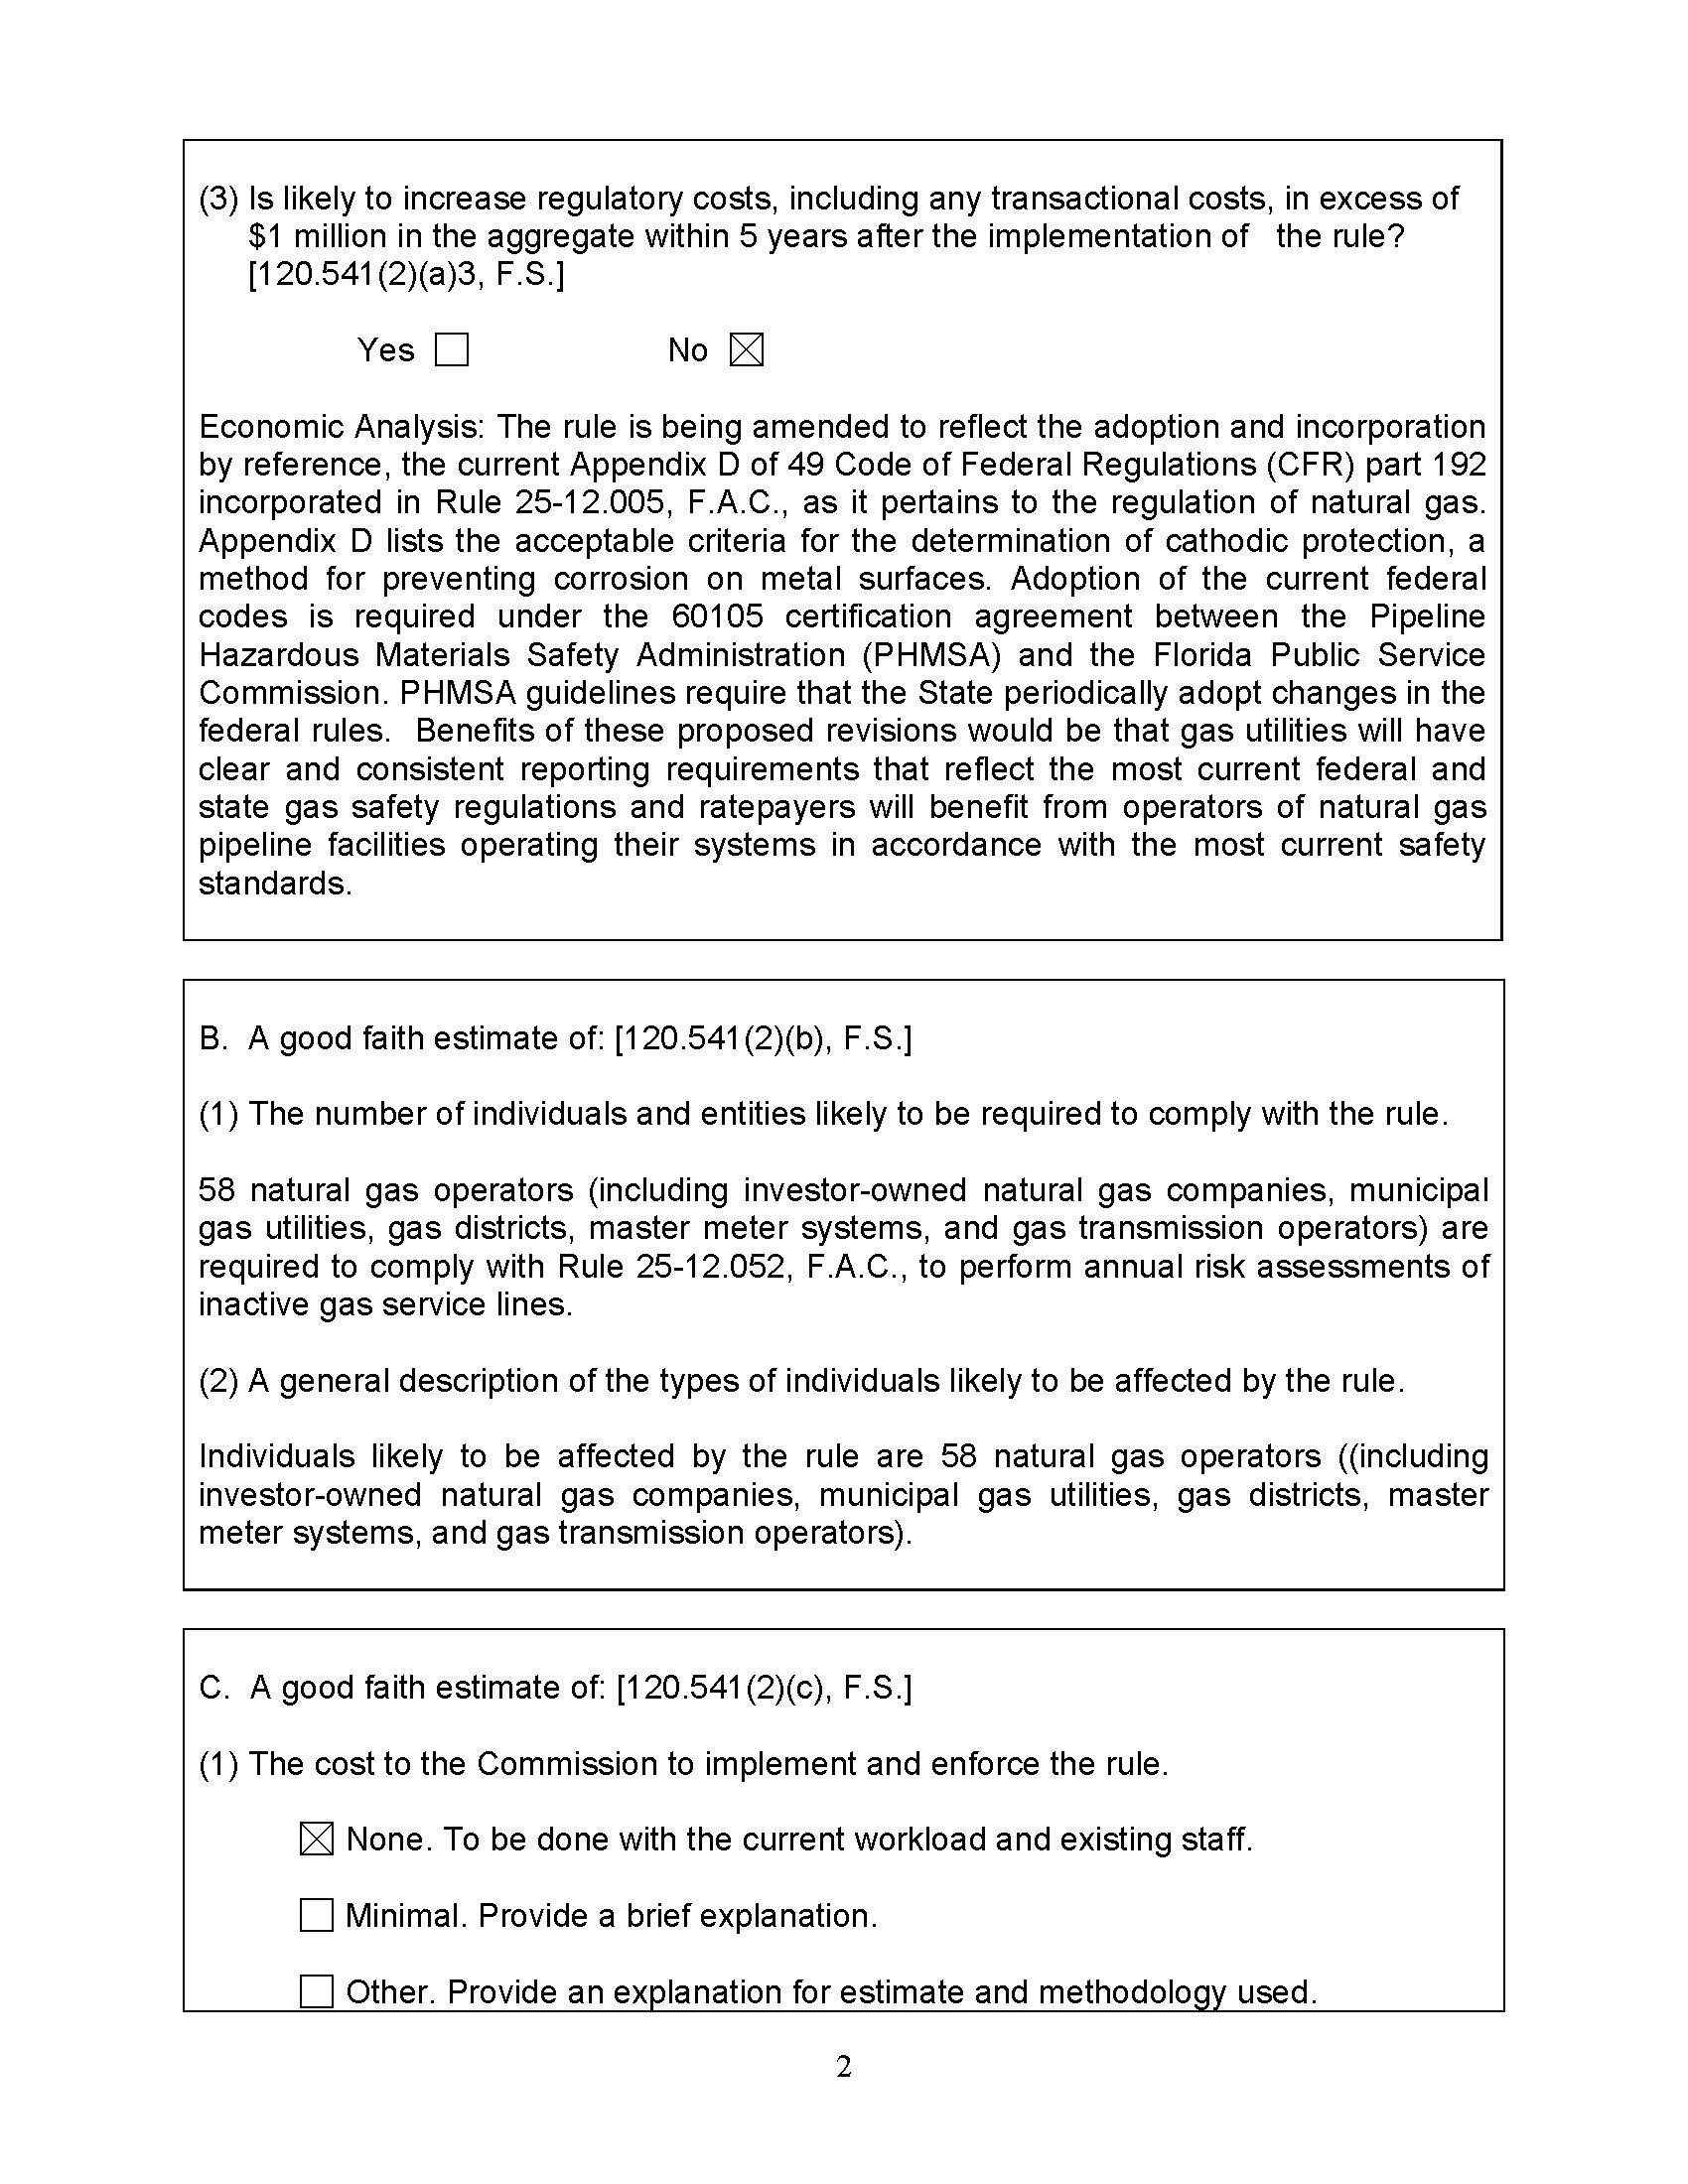 (3) Is likely to increase regulatory costs, including any transactional costs, in excess of
$1 million in the aggregate within 5 years after the implementation of the rule?
[120.541(2)(a)3, F.S.]
Yes ☐ No ☒
Economic Analysis: The rule is being amended to reflect the adoption and incorporation
by reference, the current Appendix D of 49 Code of Federal Regulations (CFR) part 192
incorporated in Rule 25-12.005, F.A.C., as it pertains to the regulation of natural gas.
Appendix D lists the acceptable criteria for the determination of cathodic protection, a
method for preventing corrosion on metal surfaces. Adoption of the current federal
codes is required under the 60105 certification agreement between the Pipeline
Hazardous Materials Safety Administration (PHMSA) and the Florida Public Service
Commission. PHMSA guidelines require that the State periodically adopt changes in the
federal rules. Benefits of these proposed revisions would be that gas utilities will have
clear and consistent reporting requirements that reflect the most current federal and
state gas safety regulations and ratepayers will benefit from operators of natural gas
pipeline facilities operating their systems in accordance with the most current safety
standards.
B. A good faith estimate of: [120.541(2)(b), F.S.]
(1) The number of individuals and entities likely to be required to comply with the rule.
58 natural gas operators (including investor-owned natural gas companies, municipal
gas utilities, gas districts, master meter systems, and gas transmission operators) are
required to comply with Rule 25-12.052, F.A.C., to perform annual risk assessments of
inactive gas service lines.
(2) A general description of the types of individuals likely to be affected by the rule.
Individuals likely to be affected by the rule are 58 natural gas operators ((including
investor-owned natural gas companies, municipal gas utilities, gas districts, master
meter systems, and gas transmission operators).
C. A good faith estimate of: [120.541(2)(c), F.S.]
(1) The cost to the Commission to implement and enforce the rule.
☒ None. To be done with the current workload and existing staff.
☐ Minimal. Provide a brief explanation.
☐ Other. Provide an explanation for estimate and methodology used.
2